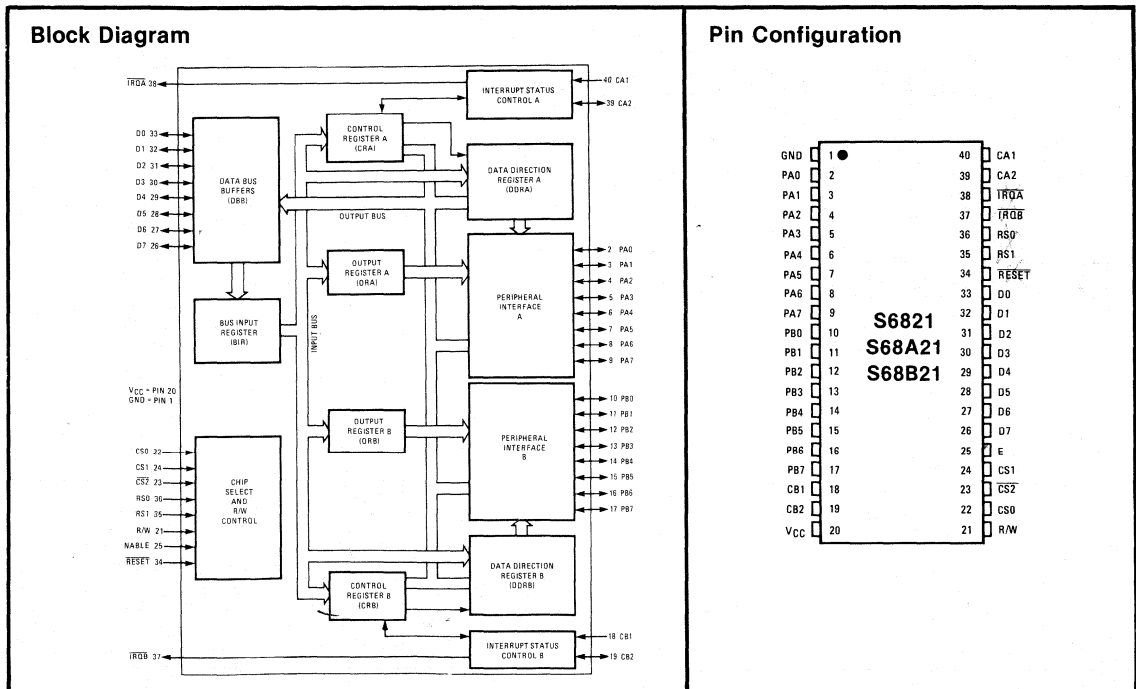 Block Diagram
IRQA 38
40 CA1
39 CA2
INTERRUPT STATUS
CONTROL A
CONTROL
REGISTER A
(CRA)
D0 33
D1 32
D2 31
D3 30
D4 29
D5 28
D6 27
D7 26
DATA BUS
BUFFERS
(DBB)
DATA DIRECTION
REGISTER A
(DDRA)
OUTPUT BUS
OUTPUT
REGISTER A
(ORA)
PERIPHERAL
INTERFACE
A
2 PA0
3 PA1
4 PA2
5 PA3
6 PA4
7 PA5
8 PA6
9 PA7
BUS INPUT
REGISTER
(BIR)
INPUT BUS
VCC = PIN 20
GND = PIN 1
OUTPUT
REGISTER B
(ORB)
PERIPHERAL
INTERFACE
B
10 PB0
11 PB1
12 PB2
13 PB3
14 PB4
15 PB5
16 PB6
17 PB7
CS0 22
CS1 24
CS2 23
RS0 36
RS1 35
R/W 21
NABLE 25
RESET 34
CHIP
SELECT
AND
R/W
CONTROL
DATA DIRECTION
REGISTER B
(DDRB)
CONTROL
REGISTER B
(CRB)
18 CB1
19 CB2
INTERRUPT STATUS
CONTROL B
IRQB 37
Pin Configuration
GND 1 40 CA1
PA0 2 39 CA2
PA1 3 38 IRQA
PA2 4 37 IRQB
PA3 5 36 RS0
PA4 6 35 RS1
PA5 7 34 RESET
PA6 8 33 D0
PA7 9 32 D1
PB0 10 31 D2
PB1 11 30 D3
PB2 12 29 D4
PB3 13 28 D5
PB4 14 27 D6
PB5 15 26 D7
PB6 16 25 E
PB7 17 24 CS1
CB1 18 23 CS2
CB2 19 22 CS0
VCC 20 21 R/W
S6821
S68A21
S68B21